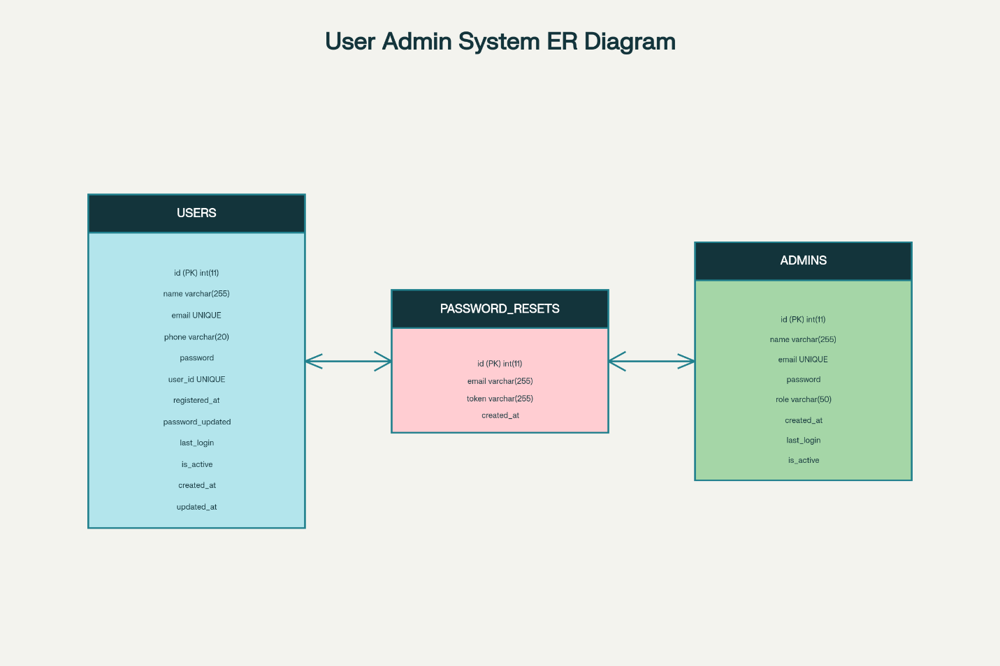 User Admin System ER Diagram
USERS
id (PK) int(11)
name varchar(255)
email UNIQUE
phone varchar(20)
password
user_id UNIQUE
registered_at
password_updated
last_login
is_active
created_at
updated_at
PASSWORD_RESETS
id (PK) int(11)
email varchar(255)
token varchar(255)
created_at
ADMINS
id (PK) int(11)
name varchar(255)
email UNIQUE
password
role varchar(50)
created_at
last_login
is_active